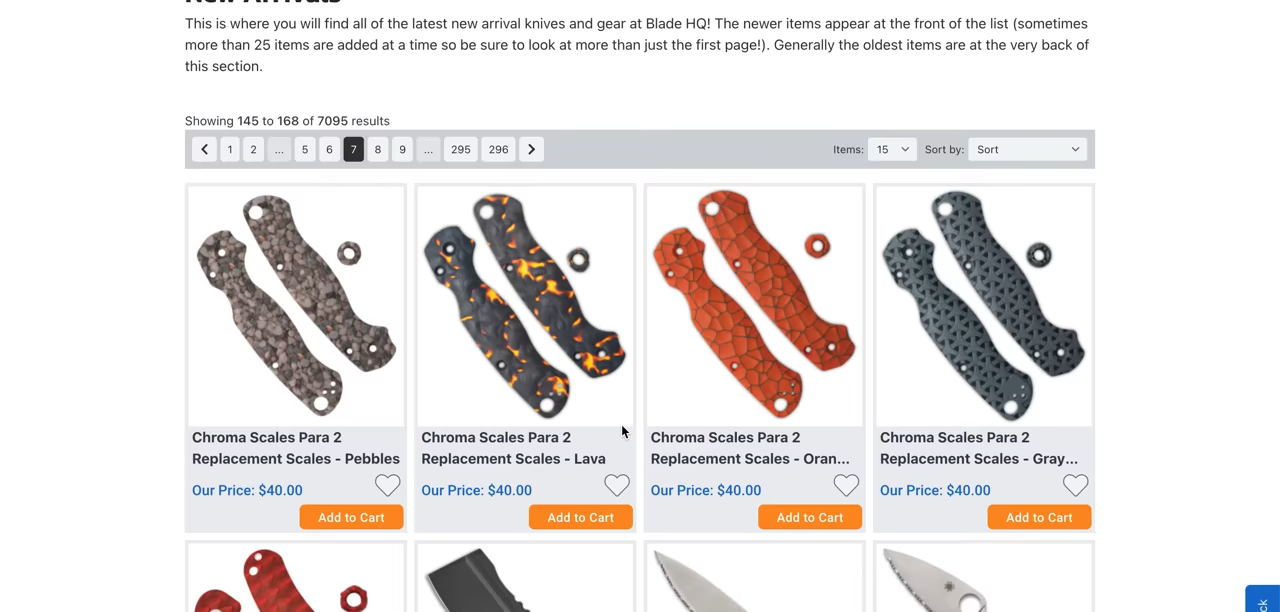 New Arrivals
This is where you will find all of the latest new arrival knives and gear at Blade HQ! The newer items appear at the front of the list (sometimes
more than 25 items are added at a time so be sure to look at more than just the first page!). Generally the oldest items are at the very back of
this section.
Showing 145 to 168 of 7095 results
1 2 ... 5 6 7 8 9 ... 295 296 Items: 15 Sort by: Sort
Chroma Scales Para 2
Replacement Scales - Pebbles
Our Price: $40.00
Add to Cart
Chroma Scales Para 2
Replacement Scales - Lava
Our Price: $40.00
Add to Cart
Chroma Scales Para 2
Replacement Scales - Oran...
Our Price: $40.00
Add to Cart
Chroma Scales Para 2
Replacement Scales - Gray...
Our Price: $40.00
Add to Cart